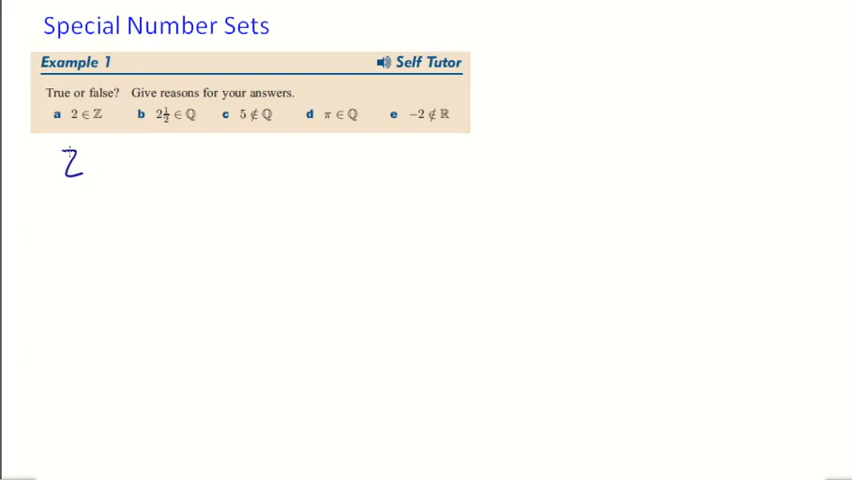 Special Number Sets
Example 1 Self Tutor
True or false? Give reasons for your answers.
a 2 ∈ ℤ b 2½ ∈ ℚ c 5 ∉ ℚ d π ∈ ℚ e −2 ∉ ℝ
Z